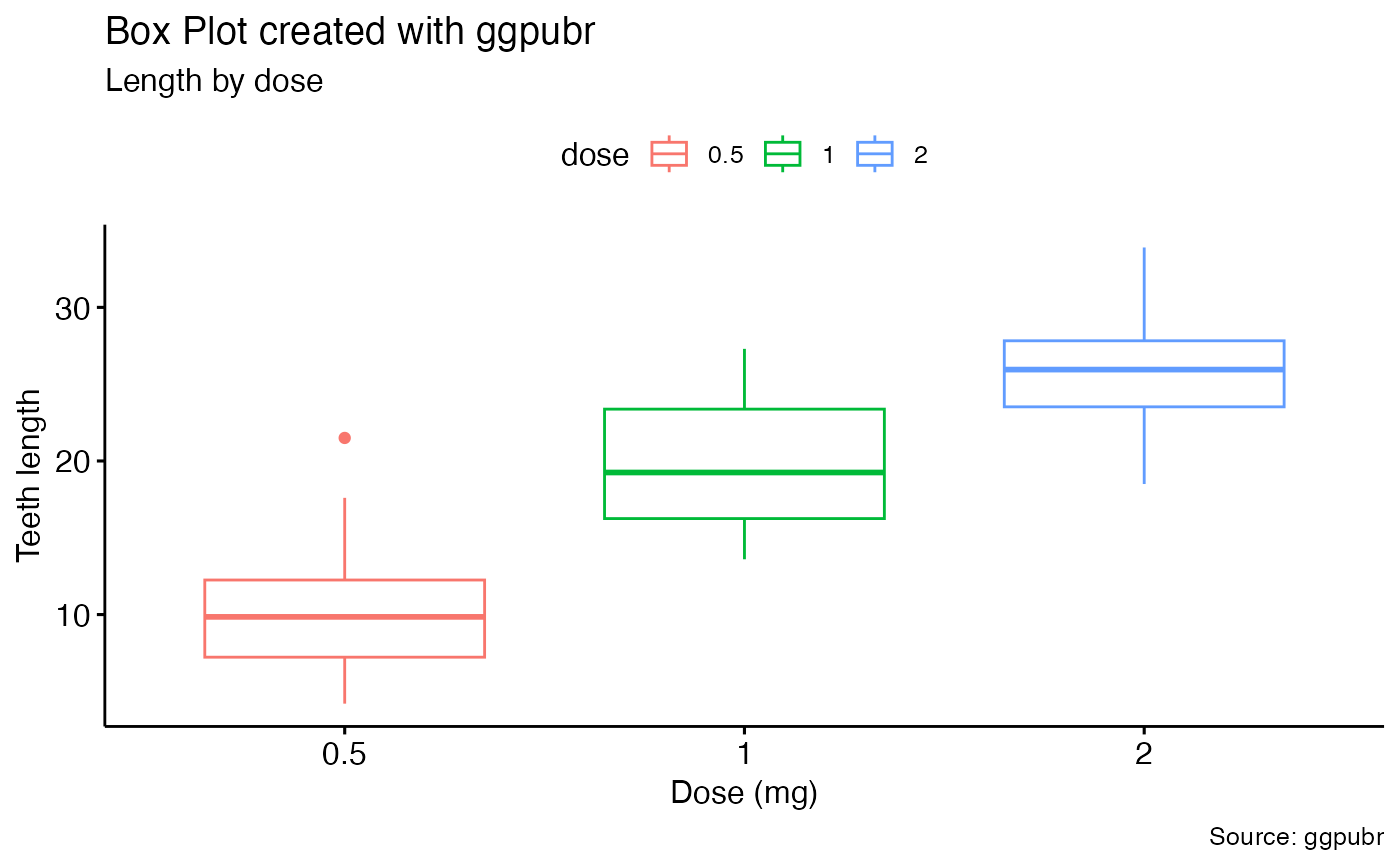 Box Plot created with ggpubr
Length by dose
dose 0.5 1 2
30
20
10
Teeth length
0.5 1 2
Dose (mg)
Source: ggpubr